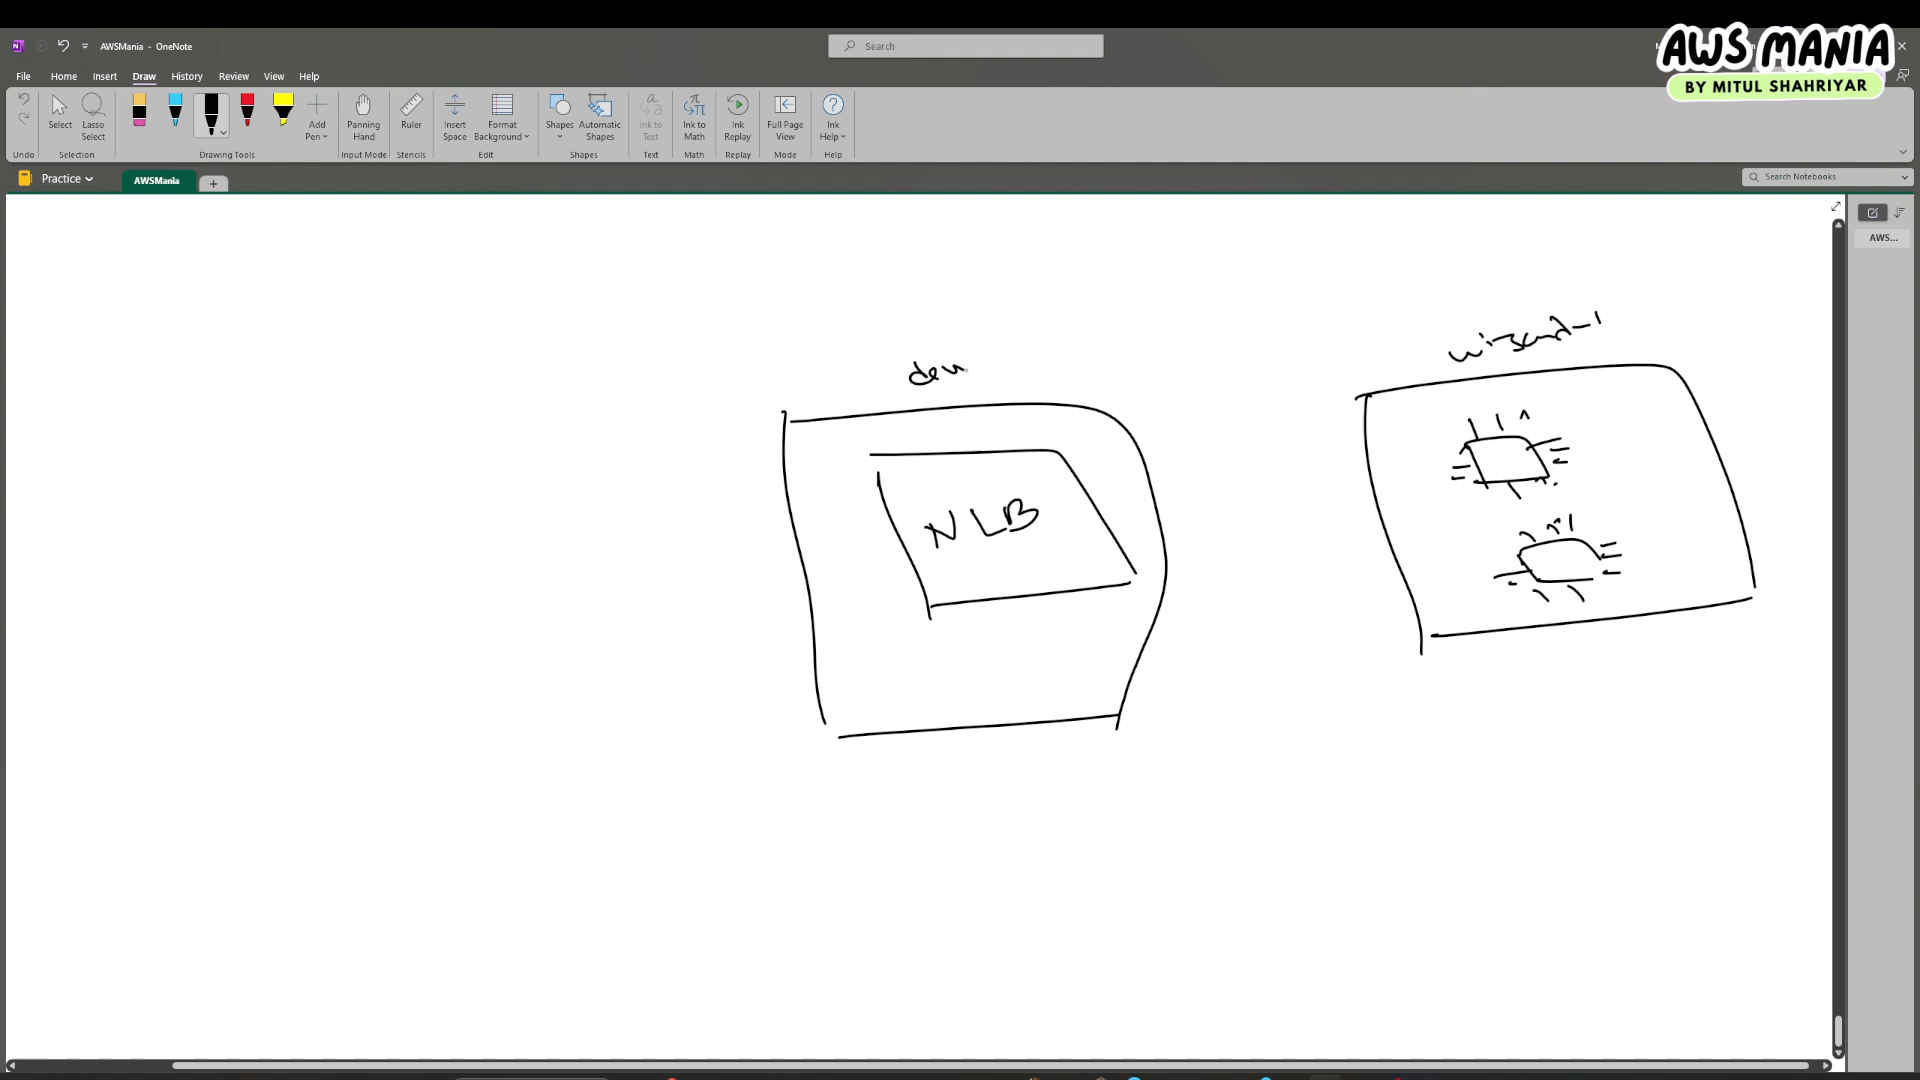 AWSMania - OneNote
Search
AWS MANIA
BY MITUL SHAHRIYAR
File Home Insert Draw History Review View Help
Select
Lasso Select
Add Pen
Panning Hand
Ruler
Insert Space
Format Background
Shapes
Automatic Shapes
Ink to Text
Ink to Math
Ink Replay
Full Page View
Ink Help
Undo Selection Drawing Tools Input Mode Stencils Edit Shapes Text Math Replay Mode Help
Practice AWSMania
Search Notebooks
AWS...
wizard-1
NLB